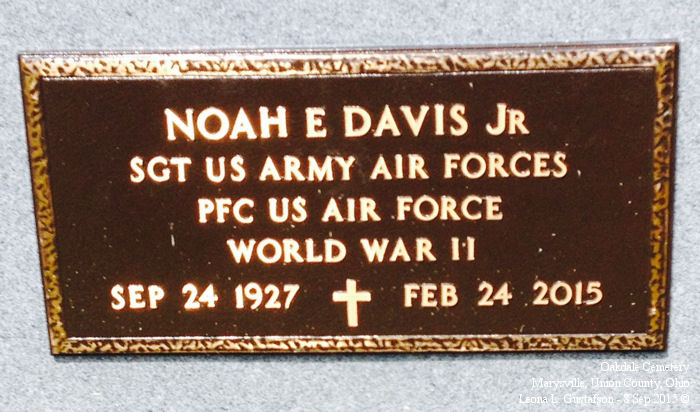 NOAH E DAVIS JR
SGT US ARMY AIR FORCES
PFC US AIR FORCE
WORLD WAR II
SEP 24 1927 FEB 24 2015
Oakdale Cemetery
Marysville, Union County, Ohio
Leona L. Gustafson - 8 Sep 2015 ©